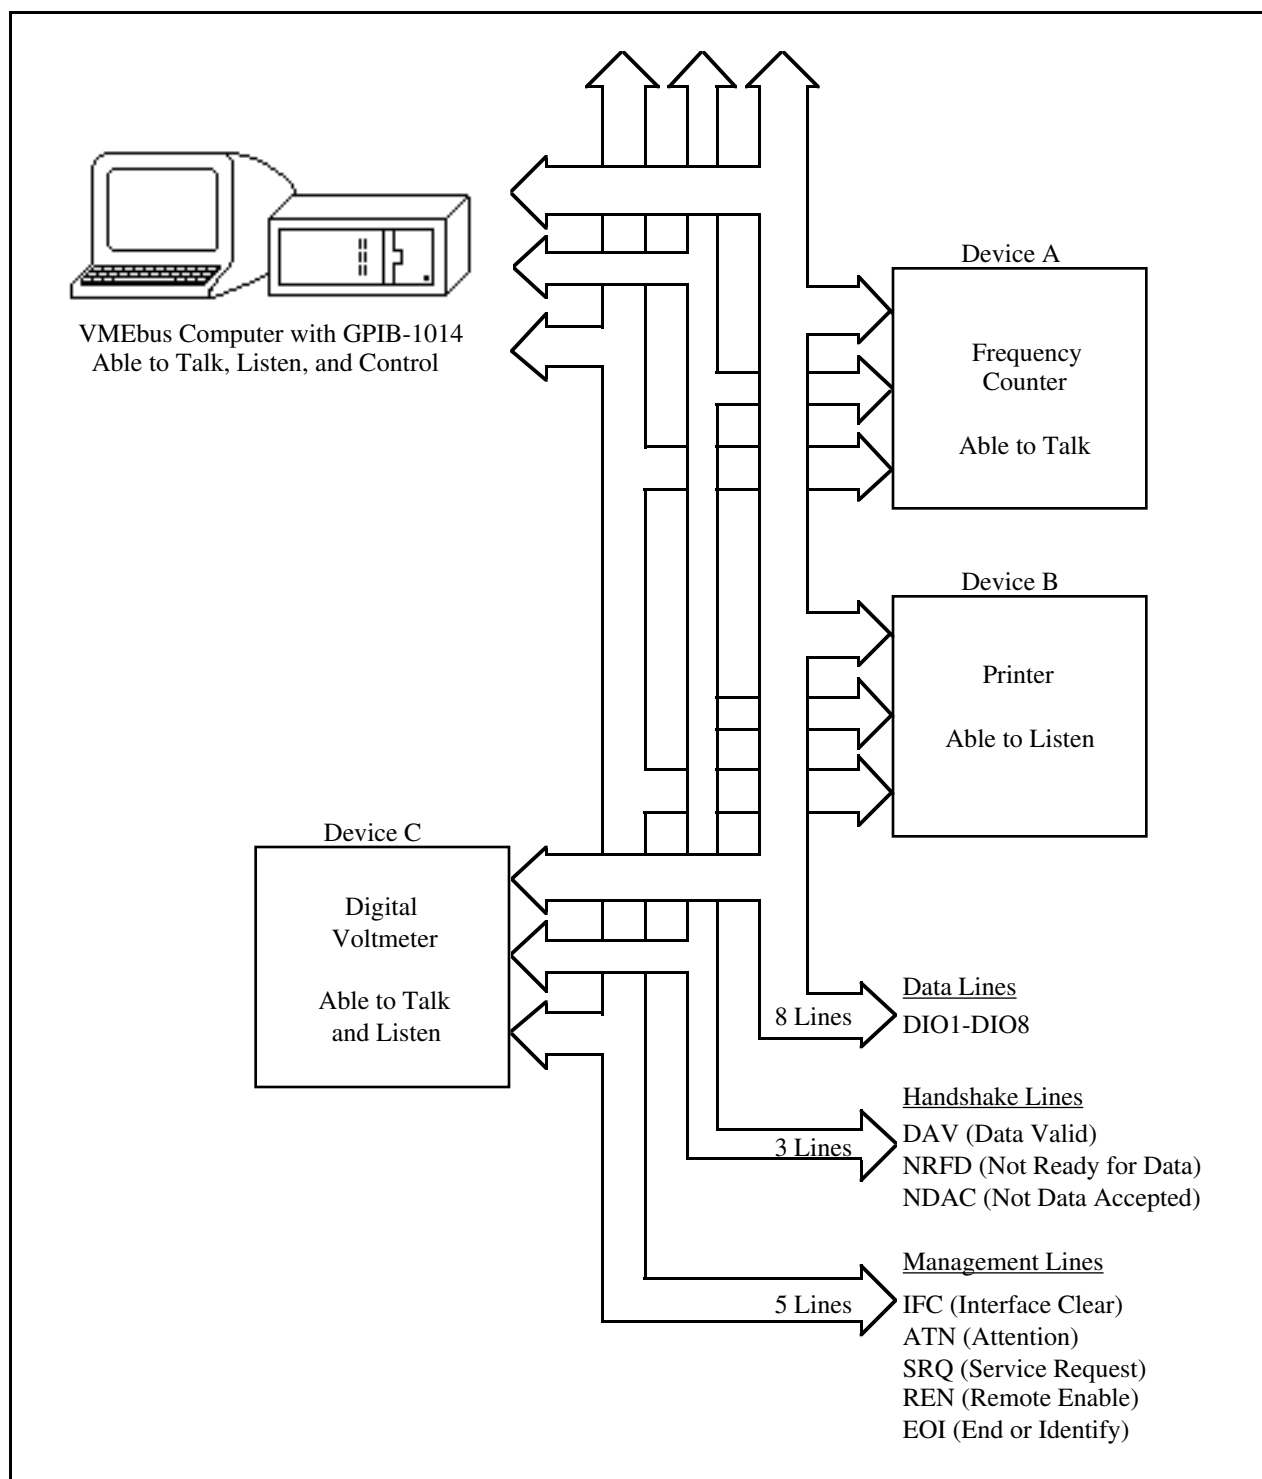 VMEbus Computer with GPIB-1014
Able to Talk, Listen, and Control
Device A
Frequency
Counter
Able to Talk
Device B
Printer
Able to Listen
Device C
Digital
Voltmeter
Able to Talk
and Listen
8 Lines
Data Lines
DIO1-DIO8
3 Lines
Handshake Lines
DAV (Data Valid)
NRFD (Not Ready for Data)
NDAC (Not Data Accepted)
5 Lines
Management Lines
IFC (Interface Clear)
ATN (Attention)
SRQ (Service Request)
REN (Remote Enable)
EOI (End or Identify)